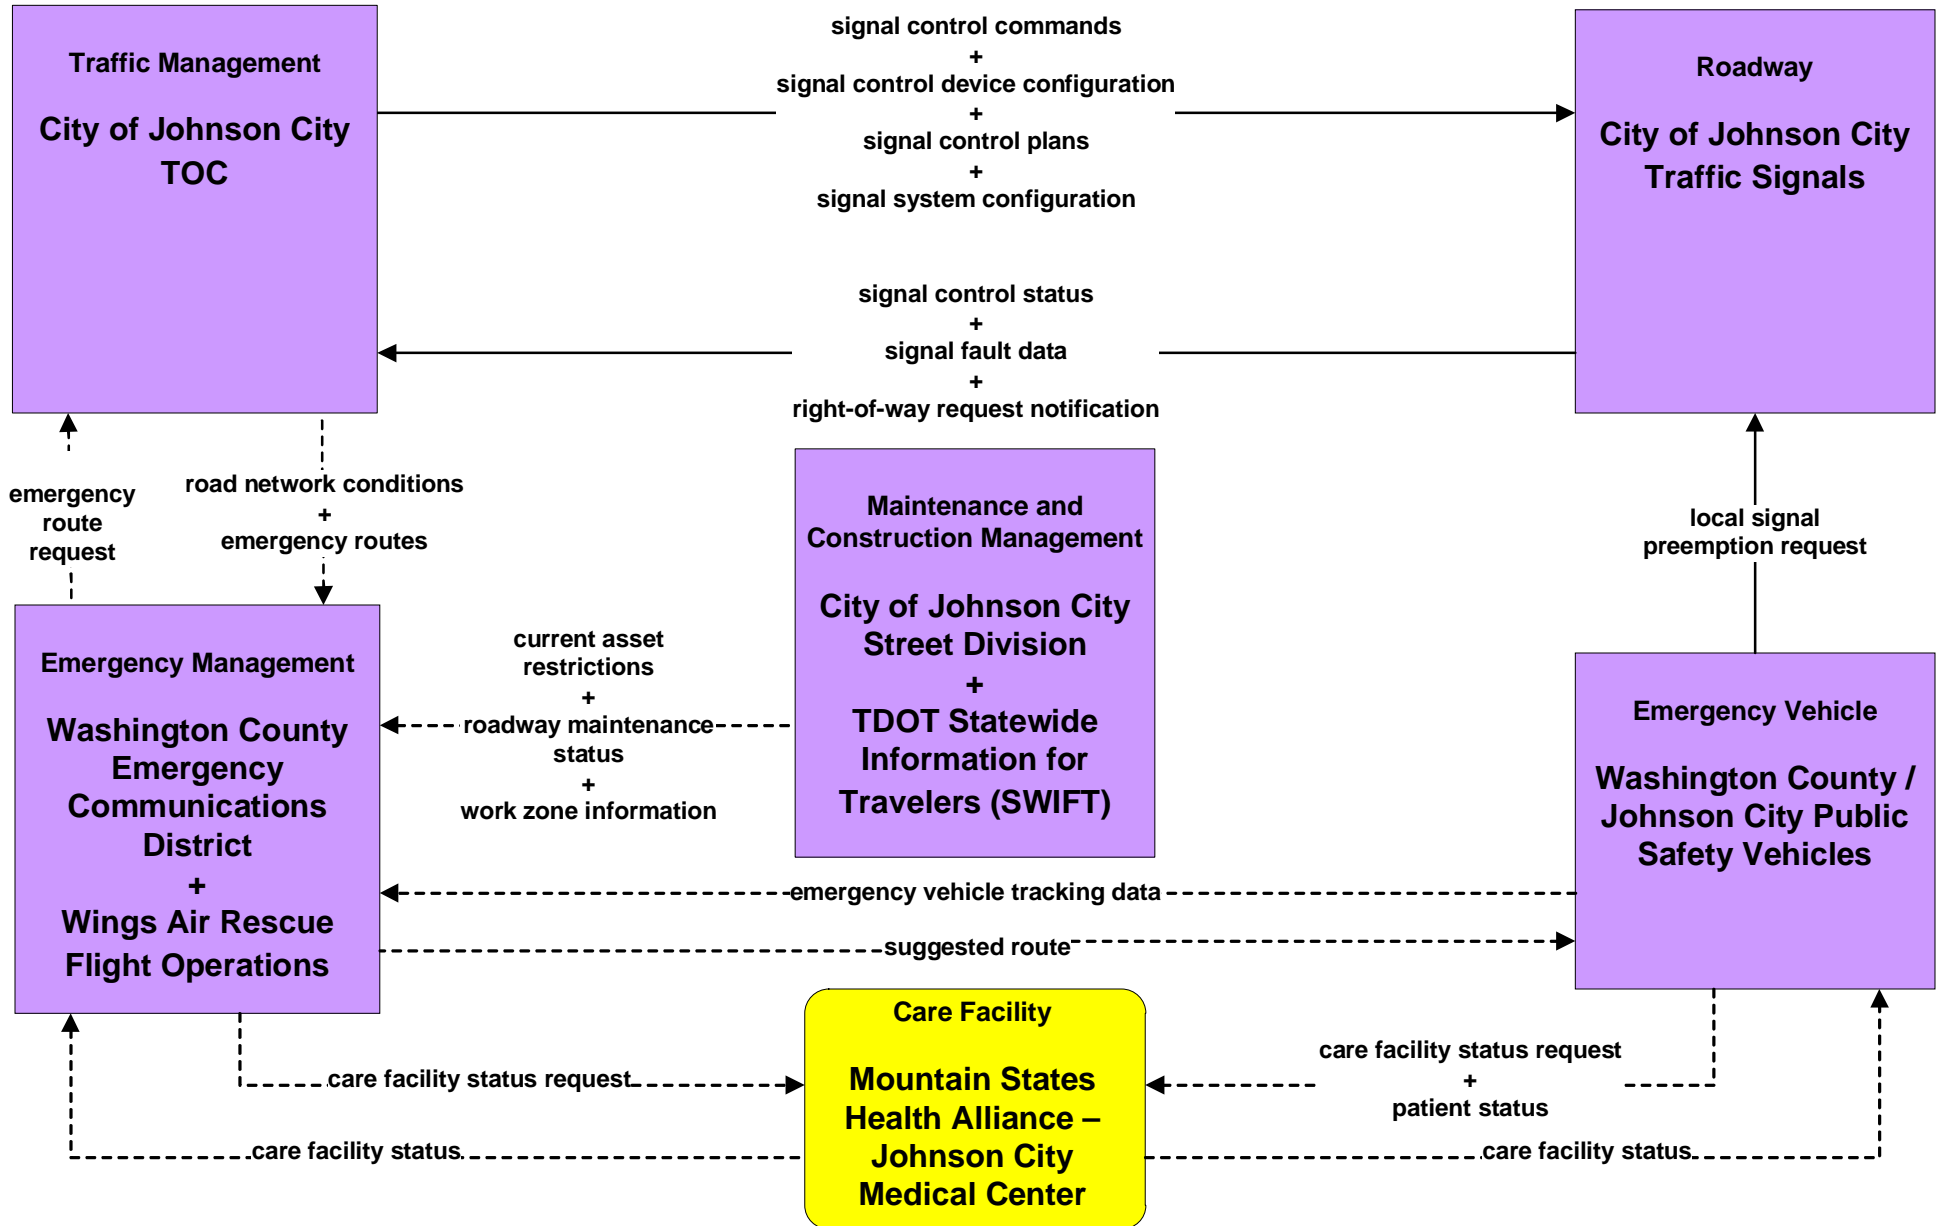 Traffic Management
City of Johnson City
TOC
signal control commands
+
signal control device configuration
+
signal control plans
+
signal system configuration
Roadway
City of Johnson City
Traffic Signals
signal control status
+
signal fault data
+
right-of-way request notification
emergency
route
request
road network conditions
+
emergency routes
Maintenance and
Construction Management
City of Johnson City
Street Division
+
TDOT Statewide
Information for
Travelers (SWIFT)
local signal
preemption request
Emergency Management
Washington County
Emergency
Communications
District
+
Wings Air Rescue
Flight Operations
current asset
restrictions
+
roadway maintenance
status
+
work zone information
Emergency Vehicle
Washington County /
Johnson City Public
Safety Vehicles
emergency vehicle tracking data
suggested route
Care Facility
Mountain States
Health Alliance –
Johnson City
Medical Center
care facility status request
care facility status
care facility status request
+
patient status
care facility status